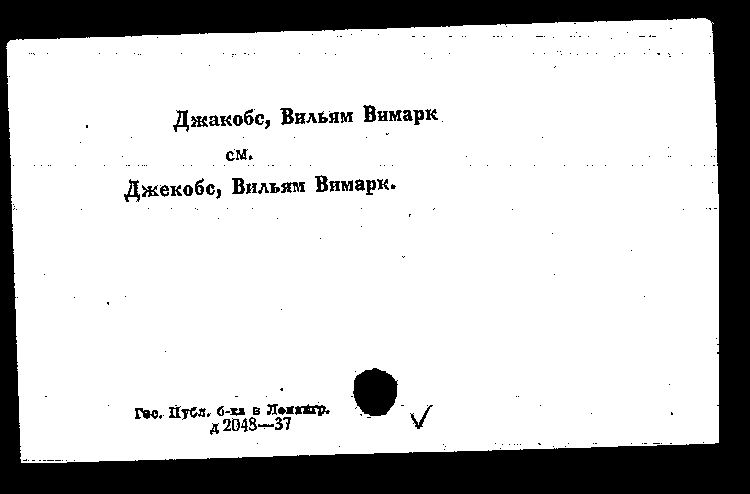 Джакобс, Вильям Вимарк
см.
Джекобс, Вильям Вимарк.
Гос. Публ. б-ка в Ленингр.
д 2048—37